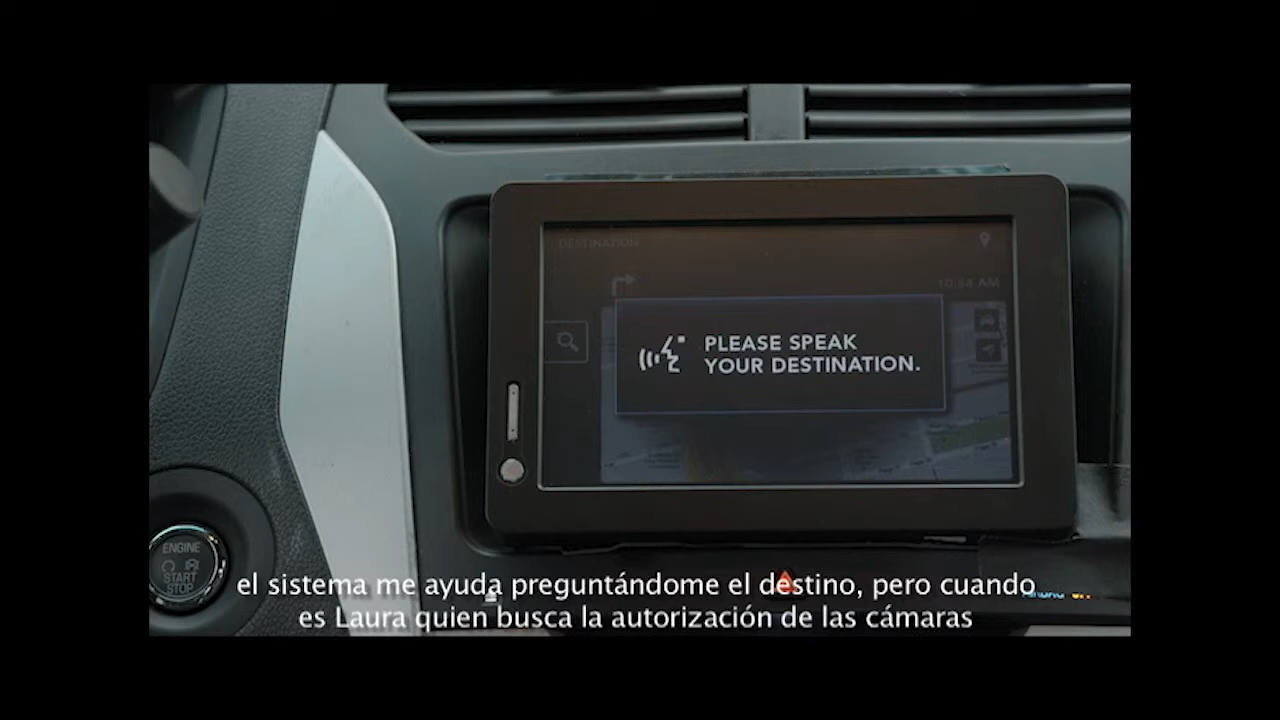 DESTINATION
10:54 AM
PLEASE SPEAK
YOUR DESTINATION.
ENGINE
START
STOP
el sistema me ayuda preguntándome el destino, pero cuando
es Laura quien busca la autorización de las cámaras